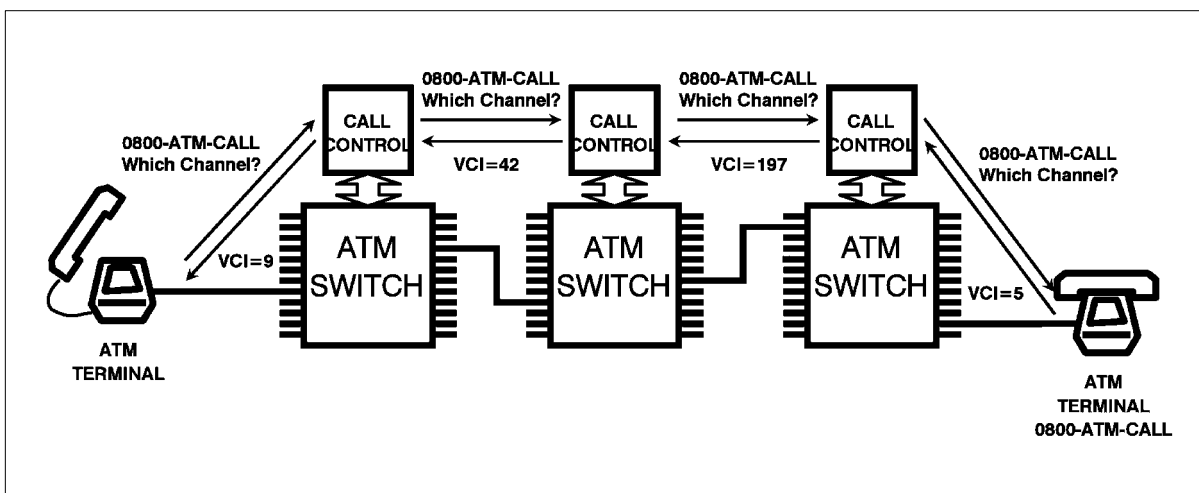 0800-ATM-CALL
Which Channel?
0800-ATM-CALL
Which Channel?
CALL
CONTROL
CALL
CONTROL
CALL
CONTROL
0800-ATM-CALL
Which Channel?
VCI=42
VCI=197
0800-ATM-CALL
Which Channel?
VCI=9
ATM
SWITCH
ATM
SWITCH
ATM
SWITCH
VCI=5
ATM
TERMINAL
ATM
TERMINAL
0800-ATM-CALL